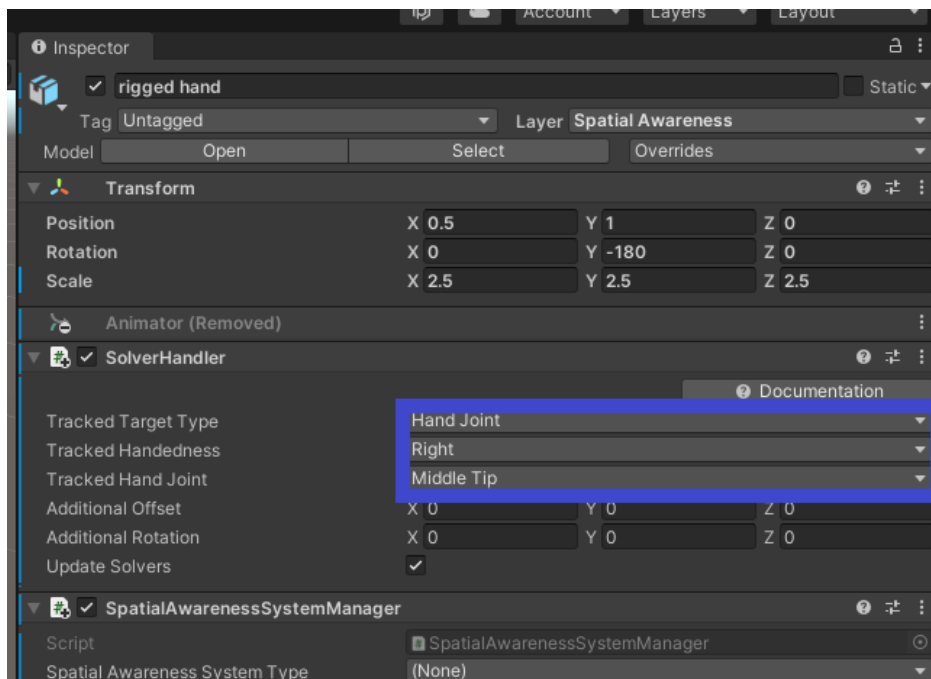 Account Layers Layout
Inspector
rigged hand Static
Tag Untagged Layer Spatial Awareness
Model Open Select Overrides
Transform
Position X 0.5 Y 1 Z 0
Rotation X 0 Y -180 Z 0
Scale X 2.5 Y 2.5 Z 2.5
Animator (Removed)
SolverHandler
Documentation
Tracked Target Type Hand Joint
Tracked Handedness Right
Tracked Hand Joint Middle Tip
Additional Offset X 0 Y 0 Z 0
Additional Rotation X 0 Y 0 Z 0
Update Solvers
SpatialAwarenessSystemManager
Script SpatialAwarenessSystemManager
Spatial Awareness System Type (None)